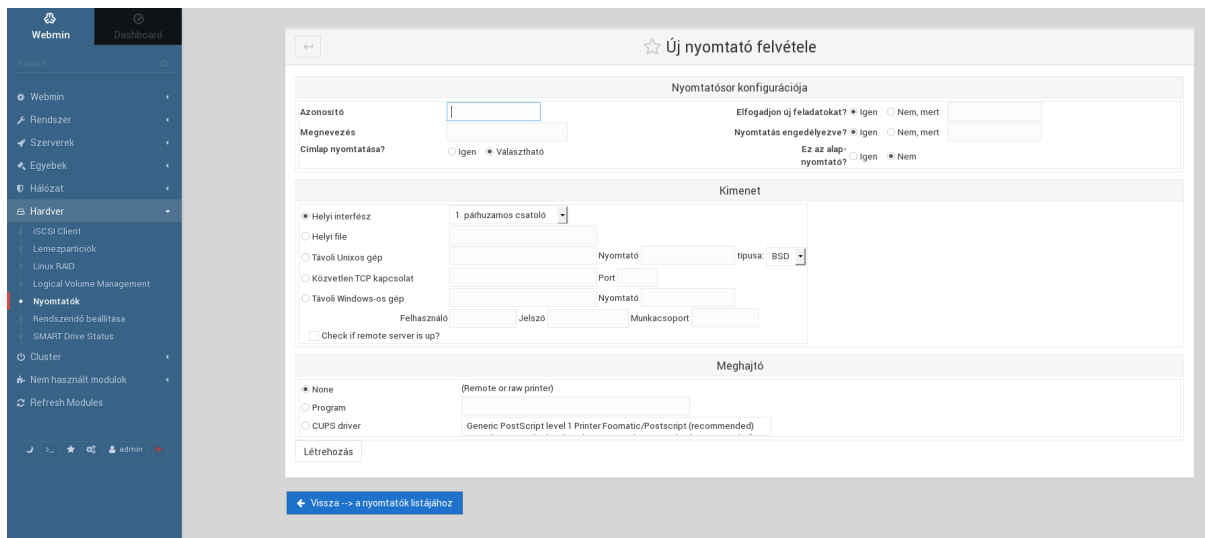 Webmin
Dashboard
Search
Webmin
Rendszer
Szerverek
Egyebek
Hálózat
Hardver
iSCSI Client
Lemezpartíciók
Linux RAID
Logical Volume Management
Nyomtatók
Rendszeridő beállítása
SMART Drive Status
Cluster
Nem használt modulok
Refresh Modules
admin
Új nyomtató felvétele
Nyomtatósor konfigurációja
Azonosító
Elfogadjon új feladatokat? Igen Nem, mert
Megnevezés
Nyomtatás engedélyezve? Igen Nem, mert
Címlap nyomtatása? Igen Választható
Ez az alap-
nyomtató? Igen Nem
Kimenet
Helyi interfész 1. párhuzamos csatoló
Helyi file
Távoli Unixos gép Nyomtató típusa: BSD
Közvetlen TCP kapcsolat Port
Távoli Windows-os gép Nyomtató
Felhasználó Jelszó Munkacsoport
Check if remote server is up?
Meghajtó
None (Remote or raw printer)
Program
CUPS driver Generic PostScript level 1 Printer Foomatic/Postscript (recommended)
Létrehozás
Vissza --> a nyomtatók listájához